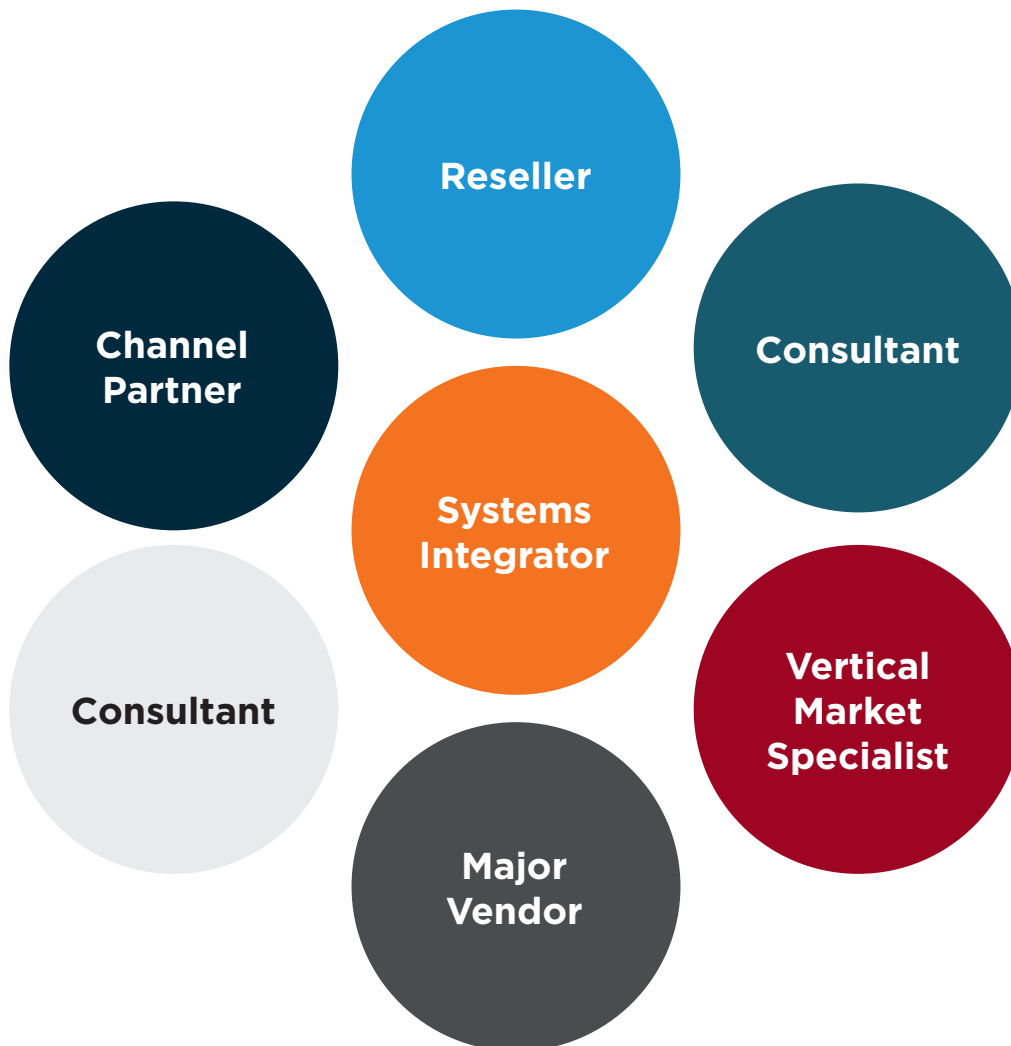 Reseller
Channel
Partner
Consultant
Systems
Integrator
Consultant
Vertical
Market
Specialist
Major
Vendor